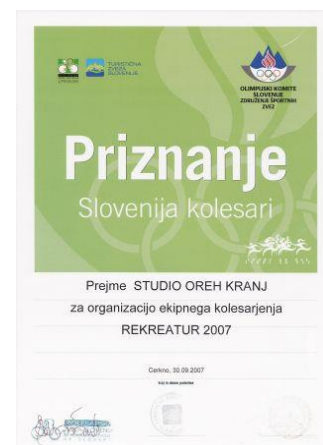 TURISTIČNA
ZVEZA
SLOVENIJE
OLIMPIJSKI KOMITE
SLOVENIJE
ZDRUŽENJE ŠPORTNIH
ZVEZ
Priznanje
Slovenija kolesari
Prejme STUDIO OREH KRANJ
za organizacijo ekipnega kolesarjenja
REKREATUR 2007
Cerkno, 30.09.2007